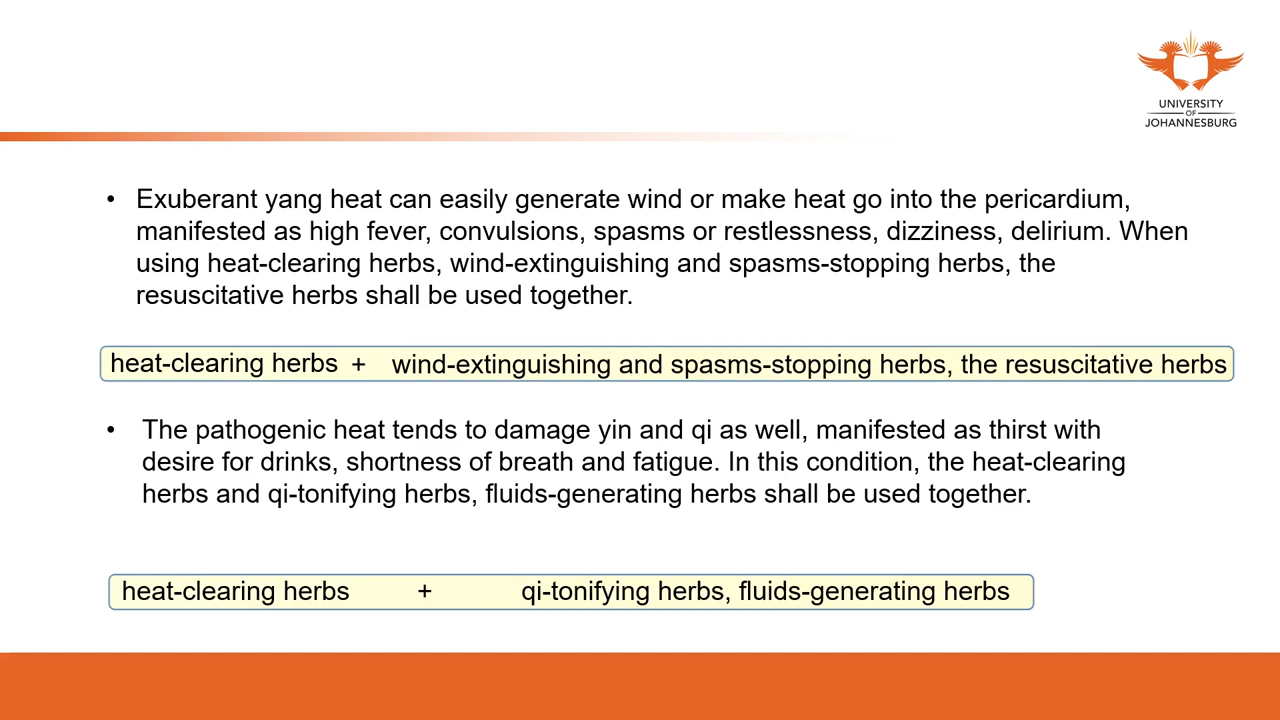 UNIVERSITY
OF
JOHANNESBURG
• Exuberant yang heat can easily generate wind or make heat go into the pericardium,
manifested as high fever, convulsions, spasms or restlessness, dizziness, delirium. When
using heat-clearing herbs, wind-extinguishing and spasms-stopping herbs, the
resuscitative herbs shall be used together.
heat-clearing herbs + wind-extinguishing and spasms-stopping herbs, the resuscitative herbs
• The pathogenic heat tends to damage yin and qi as well, manifested as thirst with
desire for drinks, shortness of breath and fatigue. In this condition, the heat-clearing
herbs and qi-tonifying herbs, fluids-generating herbs shall be used together.
heat-clearing herbs + qi-tonifying herbs, fluids-generating herbs